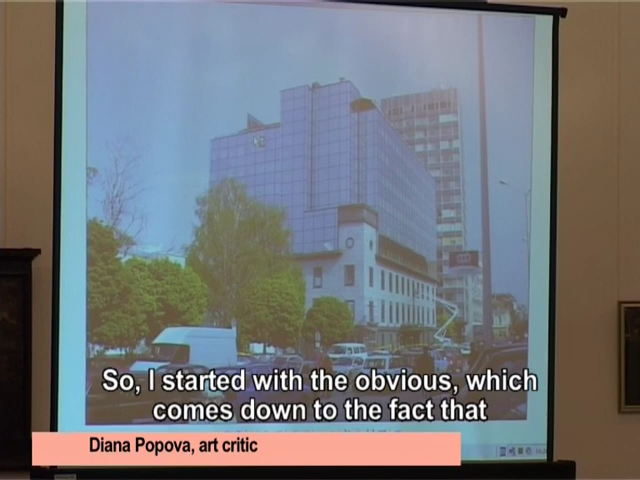 So, I started with the obvious, which
comes down to the fact that
Diana Popova, art critic